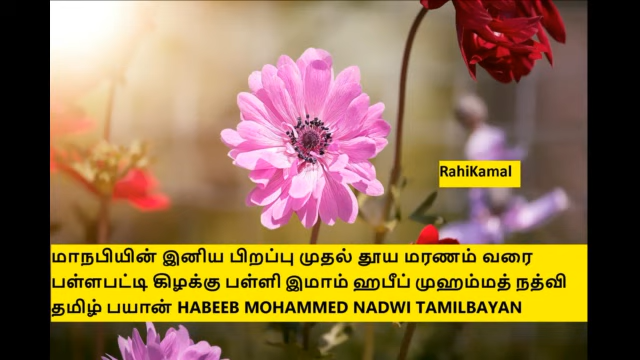 RahiKamal
மாநபியின் இனிய பிறப்பு முதல் தூய மரணம் வரை
பள்ளபட்டி கிழக்கு பள்ளி இமாம் ஹபீப் முஹம்மத் நத்வி
தமிழ் பயான் HABEEB MOHAMMED NADWI TAMILBAYAN